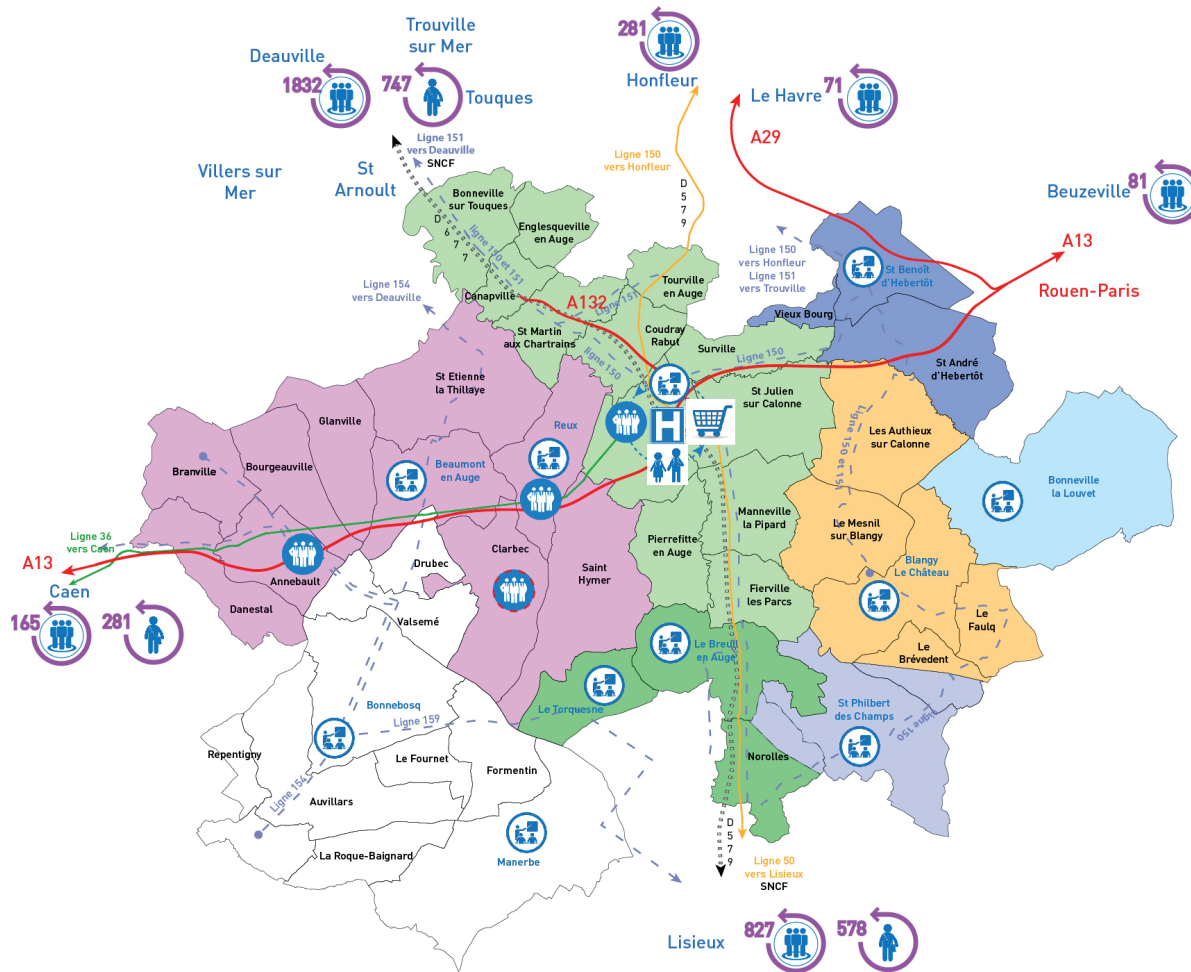 Trouville
sur Mer
281
Deauville
1832
747
Touques
Honfleur
Le Havre
71
Ligne 151
vers Deauville
SNCF
A29
Villers sur
Mer
St
Arnoult
Ligne 150
vers Honfleur
D
5
7
9
Beuzeville
81
Bonneville
sur Touques
Englesqueville
en Auge
D
6
7
7
ligne 150 et 151
Ligne 150
vers Honfleur
Ligne 151
vers Trouville
St Benoît
d'Hebertôt
A13
Rouen-Paris
Ligne 154
vers Deauville
Canapville
A132
Ligne 151
Tourville
en Auge
Vieux Bourg
St Martin
aux Chartrains
Coudray
Rabut
Surville
Ligne 150
ligne 150
St André
d'Hebertôt
St Etienne
la Thillaye
St Julien
sur Calonne
Glanville
Reux
H
Les Authieux
sur Calonne
Ligne 150 et 151
Bourgeauville
Branville
Beaumont
en Auge
Bonneville
la Louvet
Manneville
la Pipard
Le Mesnil
sur Blangy
Ligne 36
vers Caen
Pierrefitte
en Auge
Clarbec
Saint
Hymer
Drubec
Blangy
Le Château
A13
Annebault
Caen
Fierville
les Parcs
Danestal
165
281
Valsemé
Le
Faulq
Le Breuil
en Auge
Le
Brévedent
Bonnebosq
Ligne 159
Le Torquesne
St Philbert
des Champs
Ligne 150
Repentigny
Le Fournet
Formentin
Norolles
Ligne 154
Auvillars
La Roque-Baignard
Manerbe
D
5
7
9
Ligne 50
vers Lisieux
SNCF
Lisieux
827
578